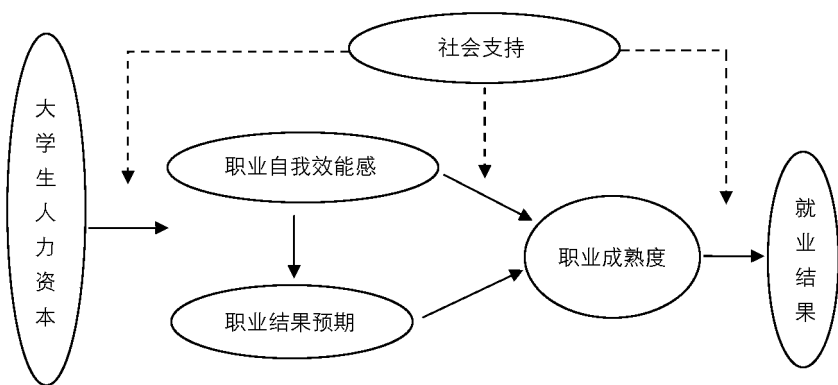 社会支持
大学生人力资本
职业自我效能感
职业成熟度
就业结果
职业结果预期